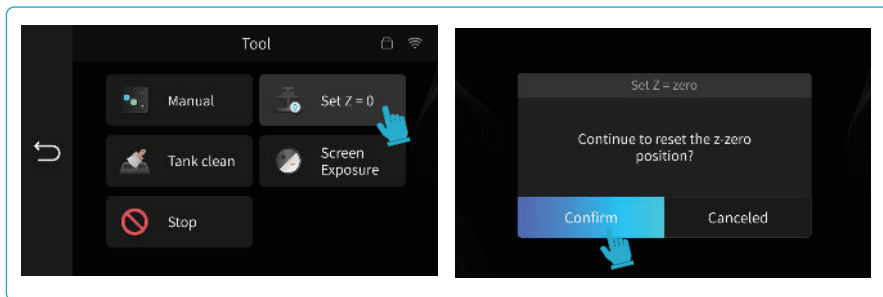 Tool
Manual
Set Z = 0
Tank clean
Screen
Exposure
Stop
Set Z = zero
Continue to reset the z-zero
position?
Confirm
Canceled